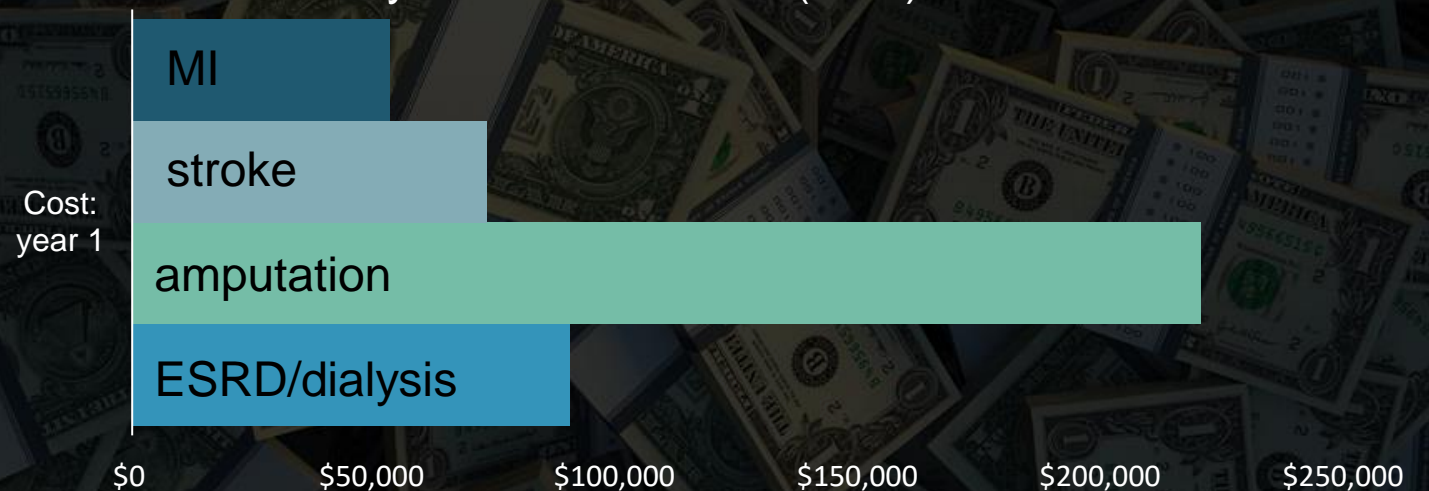 MI
stroke
Cost:
year 1
amputation
ESRD/dialysis
$0 $50,000 $100,000 $150,000 $200,000 $250,000